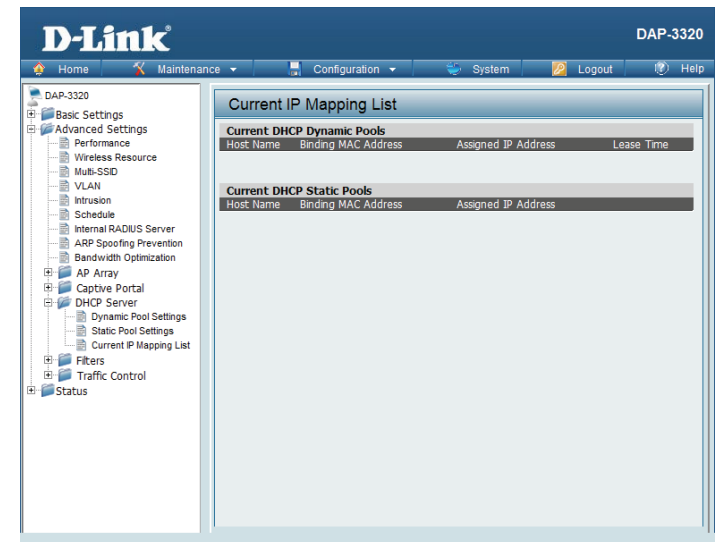 D-Link®
DAP-3320
Home Maintenance Configuration System Logout Help
DAP-3320
Basic Settings
Advanced Settings
Performance
Wireless Resource
Multi-SSID
VLAN
Intrusion
Schedule
Internal RADIUS Server
ARP Spoofing Prevention
Bandwidth Optimization
AP Array
Captive Portal
DHCP Server
Dynamic Pool Settings
Static Pool Settings
Current IP Mapping List
Filters
Traffic Control
Status
Current IP Mapping List
Current DHCP Dynamic Pools
Host Name Binding MAC Address Assigned IP Address Lease Time
Current DHCP Static Pools
Host Name Binding MAC Address Assigned IP Address